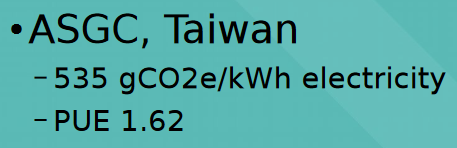 •ASGC, Taiwan
–535 gCO2e/kWh electricity
–PUE 1.62